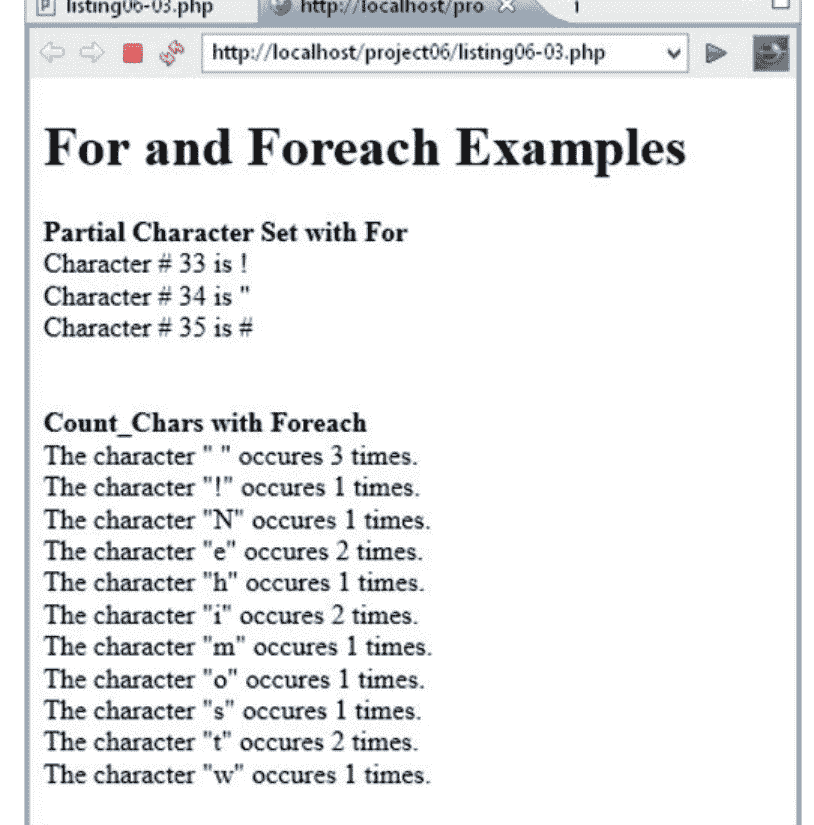 listing06-03.php http://localhost/pro
http://localhost/project06/listing06-03.php
For and Foreach Examples
Partial Character Set with For
Character # 33 is !
Character # 34 is "
Character # 35 is #
Count_Chars with Foreach
The character " " occures 3 times.
The character "!" occures 1 times.
The character "N" occures 1 times.
The character "e" occures 2 times.
The character "h" occures 1 times.
The character "i" occures 2 times.
The character "m" occures 1 times.
The character "o" occures 1 times.
The character "s" occures 1 times.
The character "t" occures 2 times.
The character "w" occures 1 times.